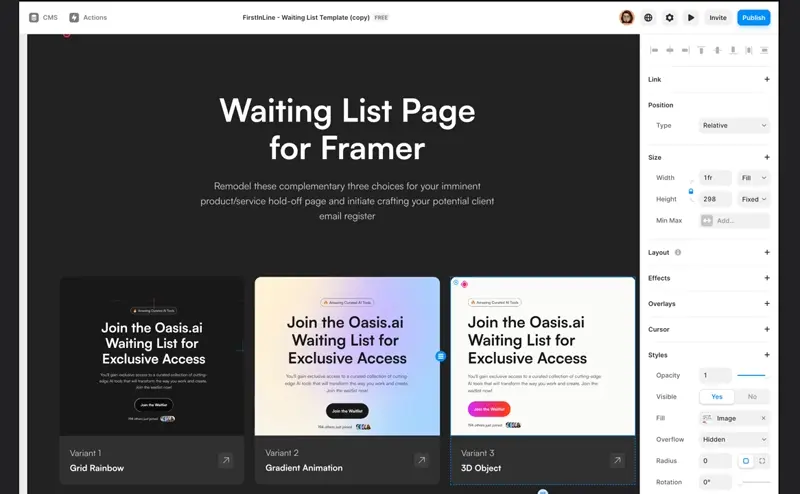 CMS
Actions
FirstInLine - Waiting List Template (copy)
FREE
Invite
Publish
Waiting List Page
for Framer
Remodel these complementary three choices for your imminent
product/service hold-off page and initiate crafting your potential client
email register
Amazing Curated AI Tools
Join the Oasis.ai
Waiting List for
Exclusive Access
You'll gain exclusive access to a curated collection of cutting-
edge AI tools that will transform the way you work and create.
Join the waitlist now!
Join the Waitlist
Variant 1
Grid Rainbow
Amazing Curated AI Tools
Join the Oasis.ai
Waiting List for
Exclusive Access
You'll gain exclusive access to a curated collection of cutting-
edge AI tools that will transform the way you work and create.
Join the waitlist now!
Join the Waitlist
others just joined
Variant 2
Gradient Animation
Amazing Curated AI Tools
Join the Oasis.ai
Waiting List for
Exclusive Access
You'll gain exclusive access to a curated collection of cutting-
edge AI tools that will transform the way you work and create. Join the
waitlist now!
Join the Waitlist
others just joined
Variant 3
3D Object
Link
Position
Type
Relative
Size
Width
1fr
Fill
Height
298
Fixed
Min Max
Add...
Layout
Effects
Overlays
Cursor
Styles
Opacity
1
Visible
Yes
No
Fill
Image
Overflow
Hidden
Radius
0
Rotation
0°